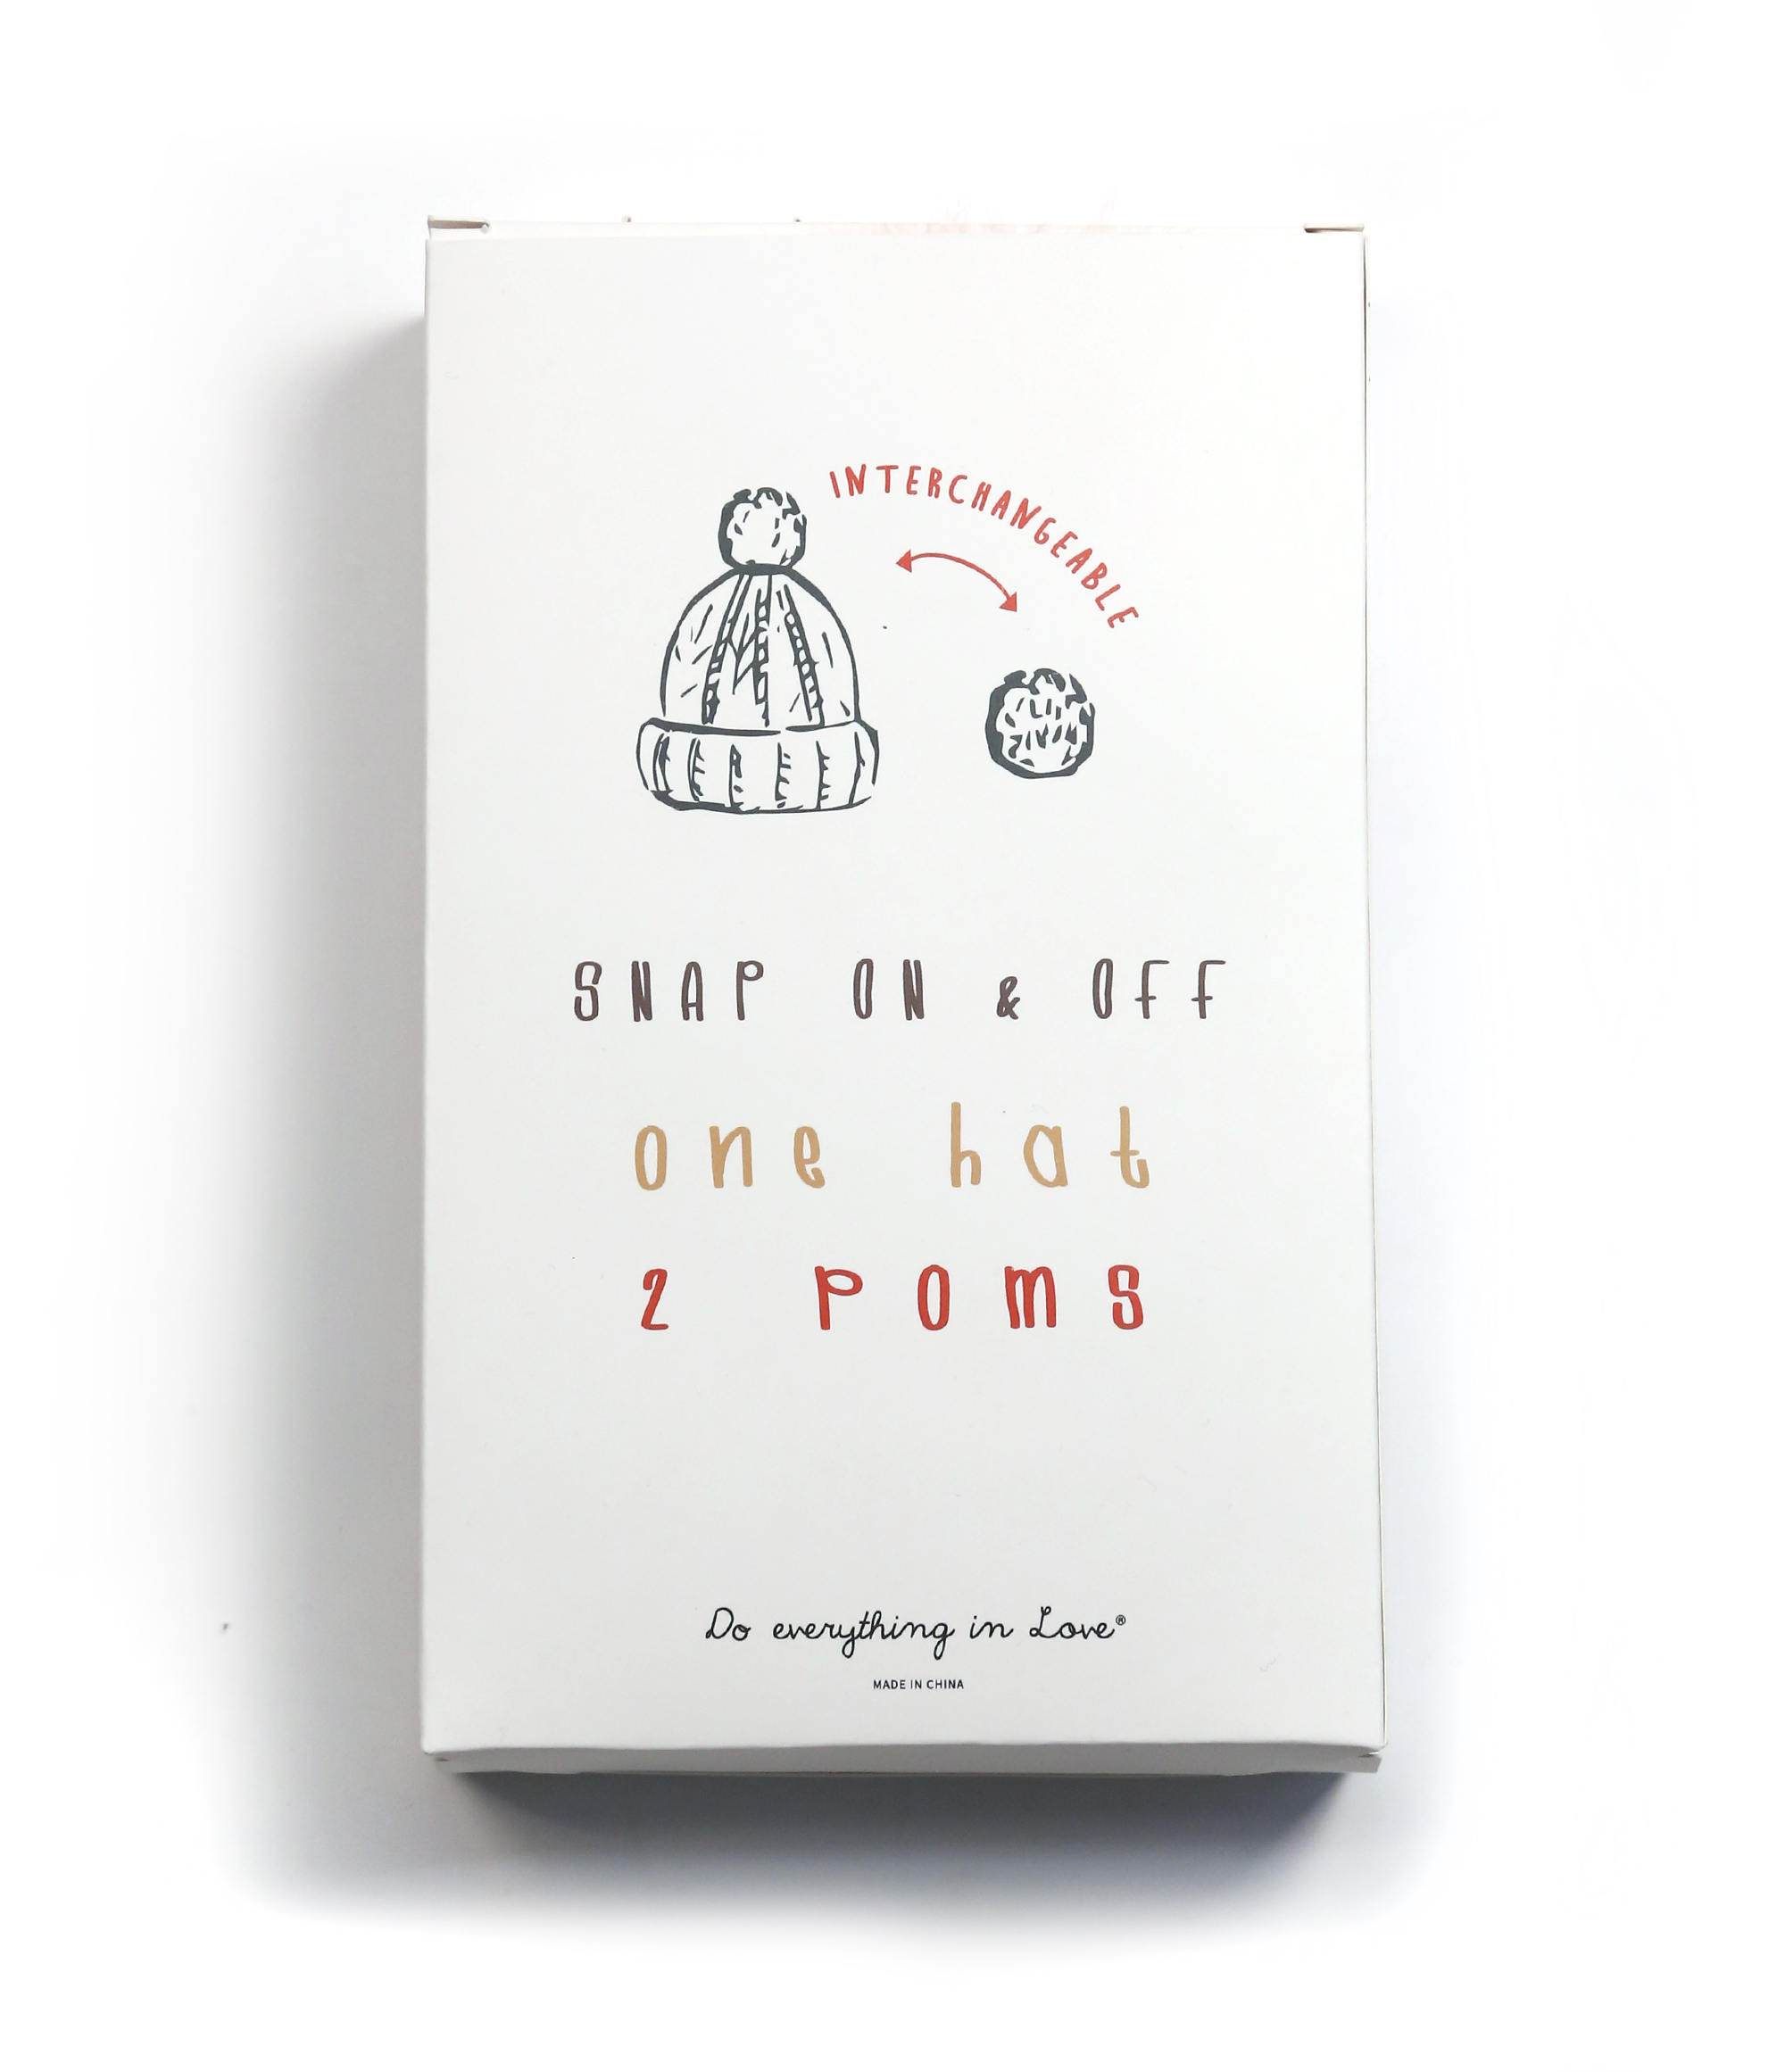 INTERCHANGEABLE
SNAP ON & OFF
one hat
2 POMS
Do everything in Love®
MADE IN CHINA